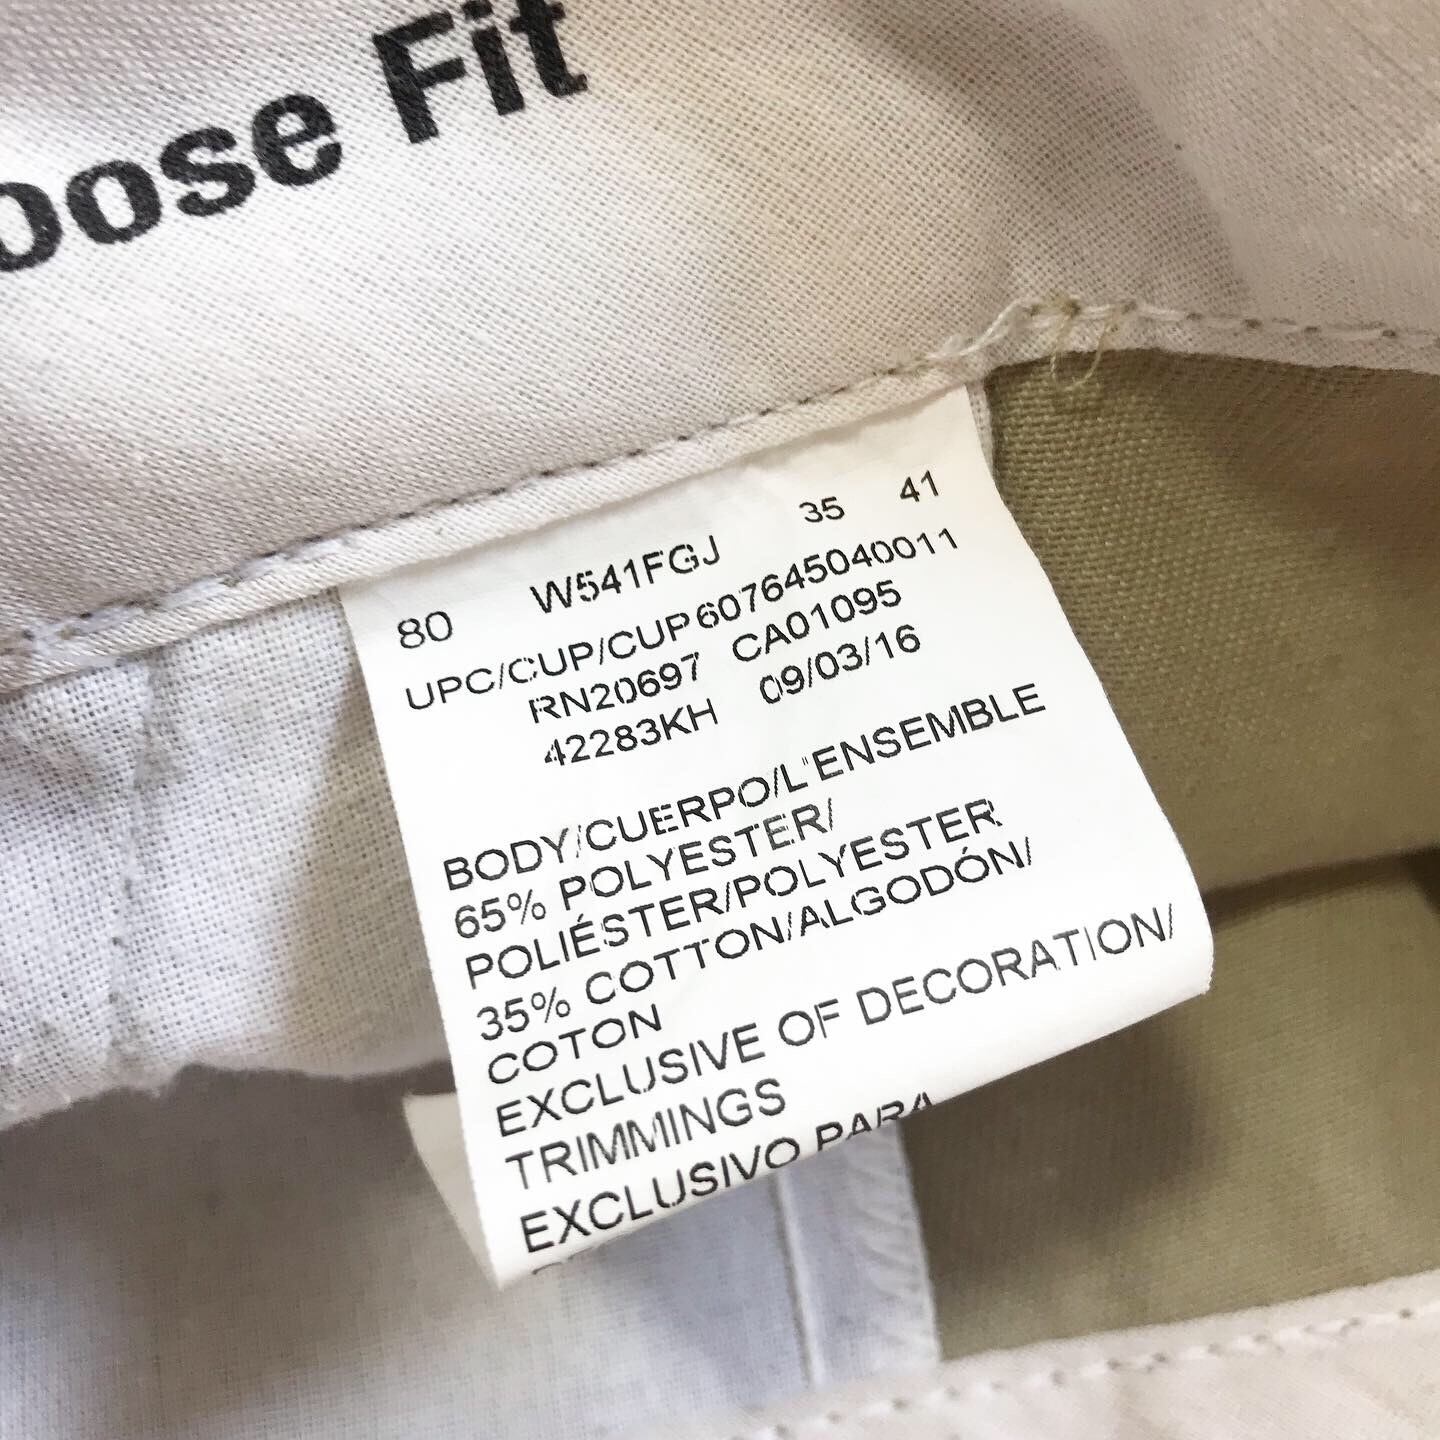 oose Fit
80 W541FGJ 35 41
UPC/CUP/CUP607645040011
RN20697 CA01095
42283KH 09/03/16
BODY/CUERPO/L'ENSEMBLE
65% POLYESTER/
POLIÉSTER/POLYESTER
35% COTTON/ALGODÓN/
COTON
EXCLUSIVE OF DECORATION/
TRIMMINGS
EXCLUSIVO PARA